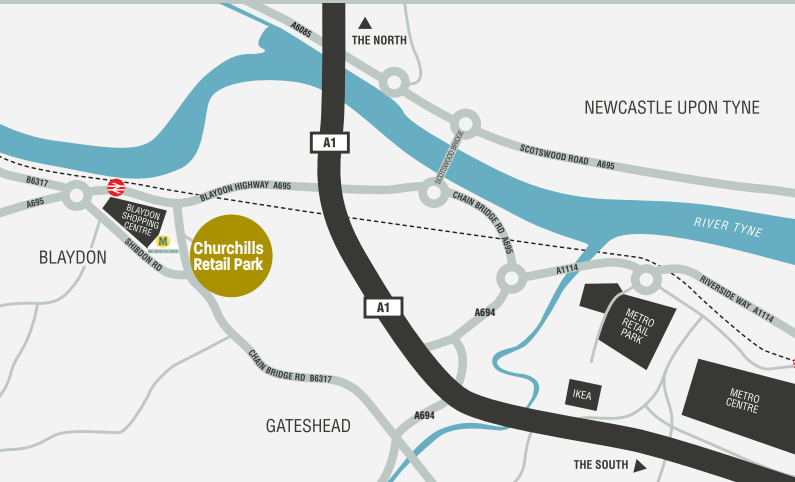 A6085
THE NORTH
NEWCASTLE UPON TYNE
A1
SCOTSWOOD BRIDGE
SCOTSWOOD ROAD A695
B6317
A695
BLAYDON HIGHWAY A695
CHAIN BRIDGE RD A695
RIVER TYNE
BLAYDON
SHOPPING
CENTRE
M
SHIBDON RD
BLAYDON
Churchills
Retail Park
A1114
RIVERSIDE WAY A1114
A1
A694
METRO
RETAIL
PARK
CHAIN BRIDGE RD B6317
IKEA
METRO
CENTRE
A694
GATESHEAD
THE SOUTH